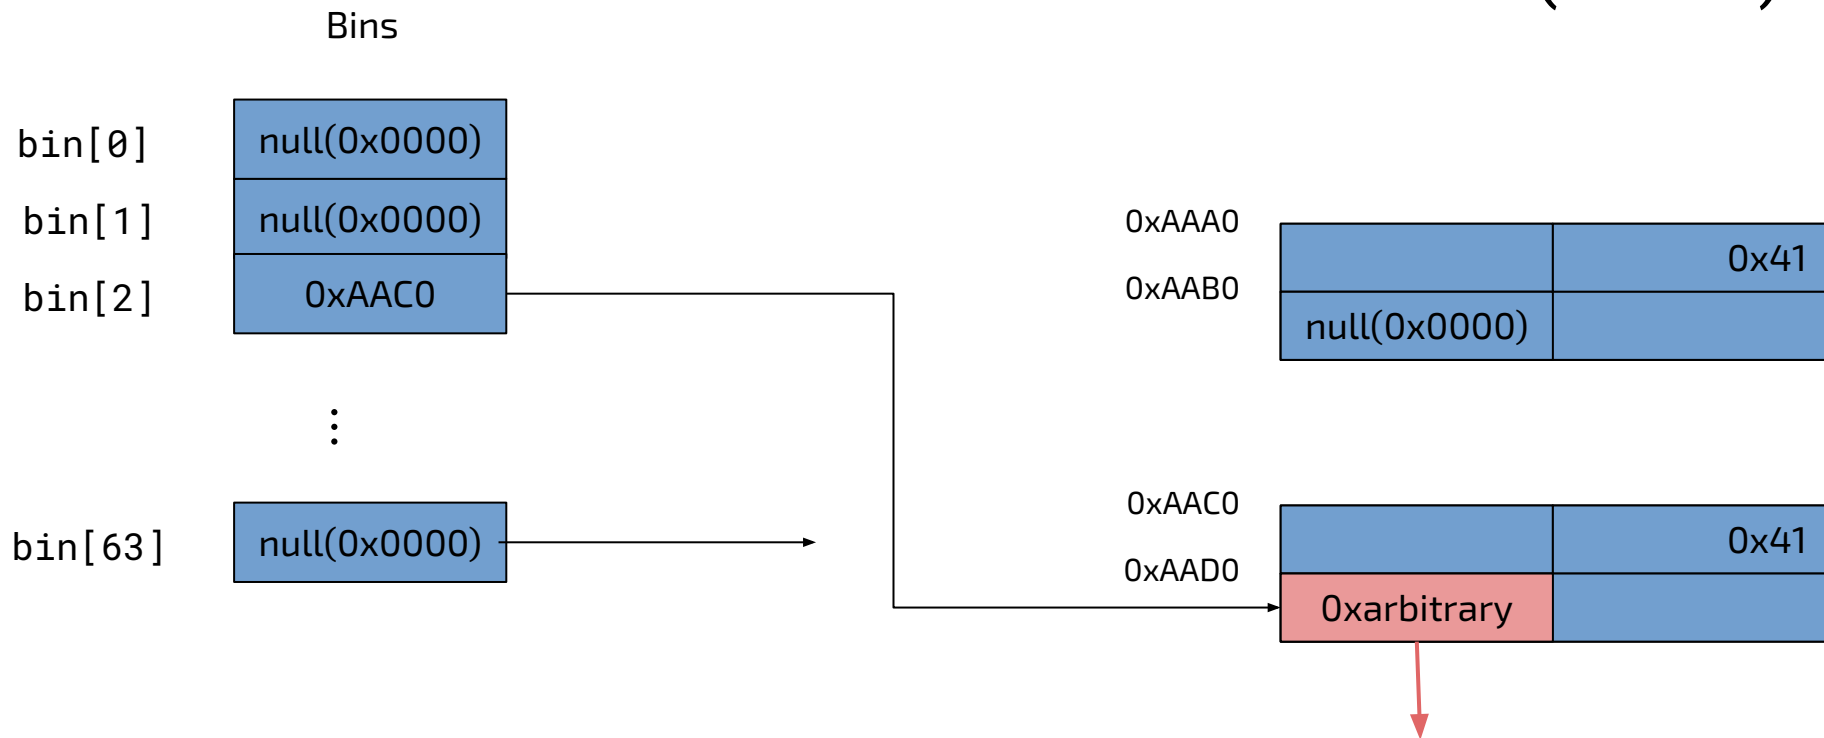 Bins
bin[0] null(0x0000)
bin[1] null(0x0000)
bin[2] 0xAAC0
bin[63] null(0x0000)
0xAAA0 0x41
0xAAB0 null(0x0000)
0xAAC0 0x41
0xAAD0 0xarbitrary